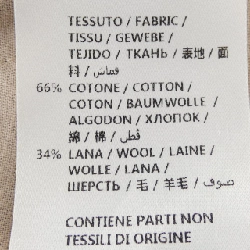 TESSUTO / FABRIC /
TISSU / GEWEBE /
TEJIDO / ТКАНЬ / 表地 / 面
料 / قماش /
66% COTONE / COTTON /
COTON / BAUMWOLLE /
ALGODON / ХЛОПОК /
綿 / 棉 / قطن /
34% LANA / WOOL / LAINE /
WOLLE / LANA /
ШЕРСТЬ / 毛 / 羊毛 / صوف /
CONTIENE PARTI NON
TESSILI DI ORIGINE